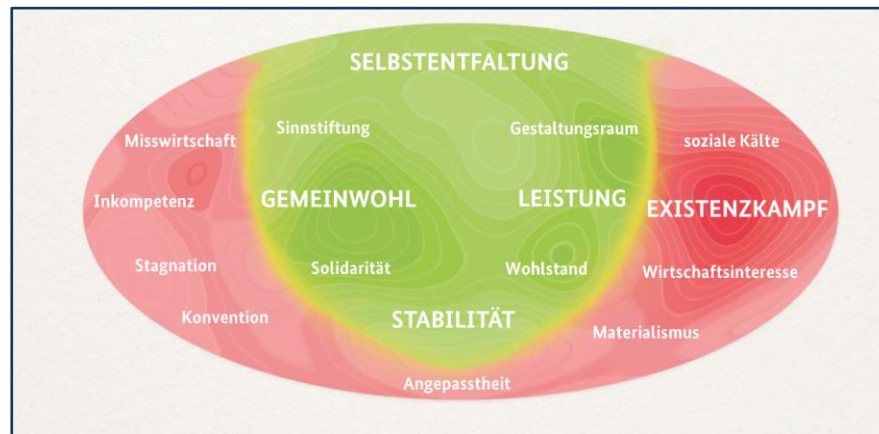 SELBSTENTFALTUNG
Sinnstiftung
Gestaltungsraum
Misswirtschaft
soziale Kälte
Inkompetenz
GEMEINWOHL
LEISTUNG
EXISTENZKAMPF
Stagnation
Solidarität
Wohlstand
Wirtschaftsinteresse
Konvention
STABILITÄT
Materialismus
Angepasstheit